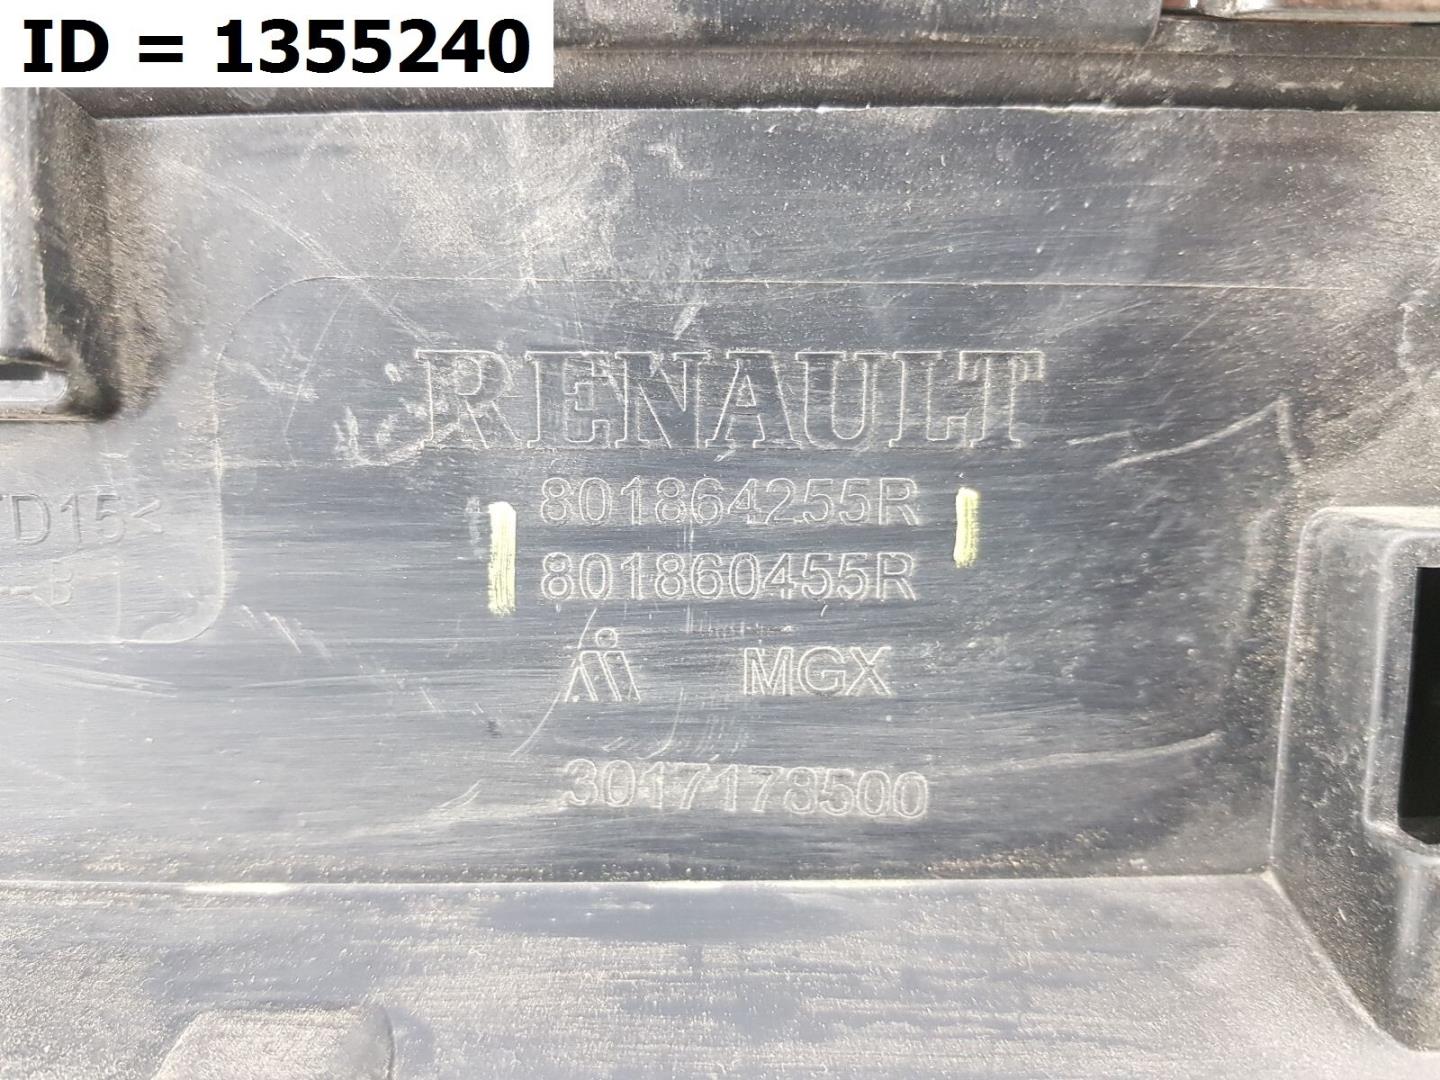 ID = 1355240
RENAULT
801864255R
D15<
801860455R
-B
MGX
3017173500